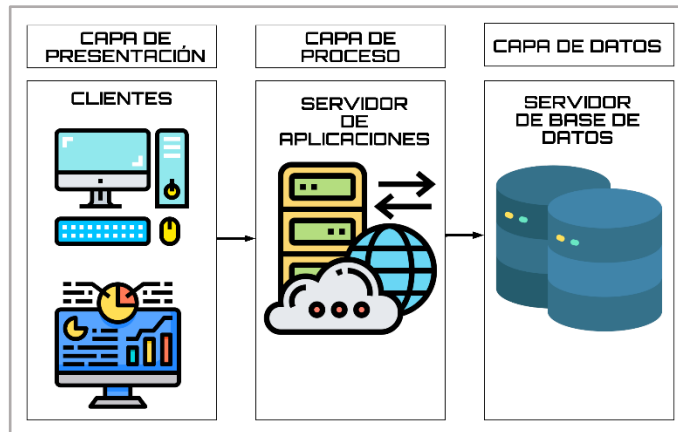 CAPA DE
PRESENTACIÓN
CAPA DE
PROCESO
CAPA DE DATOS
CLIENTES
SERVIDOR
DE
APLICACIONES
SERVIDOR
DE BASE DE
DATOS